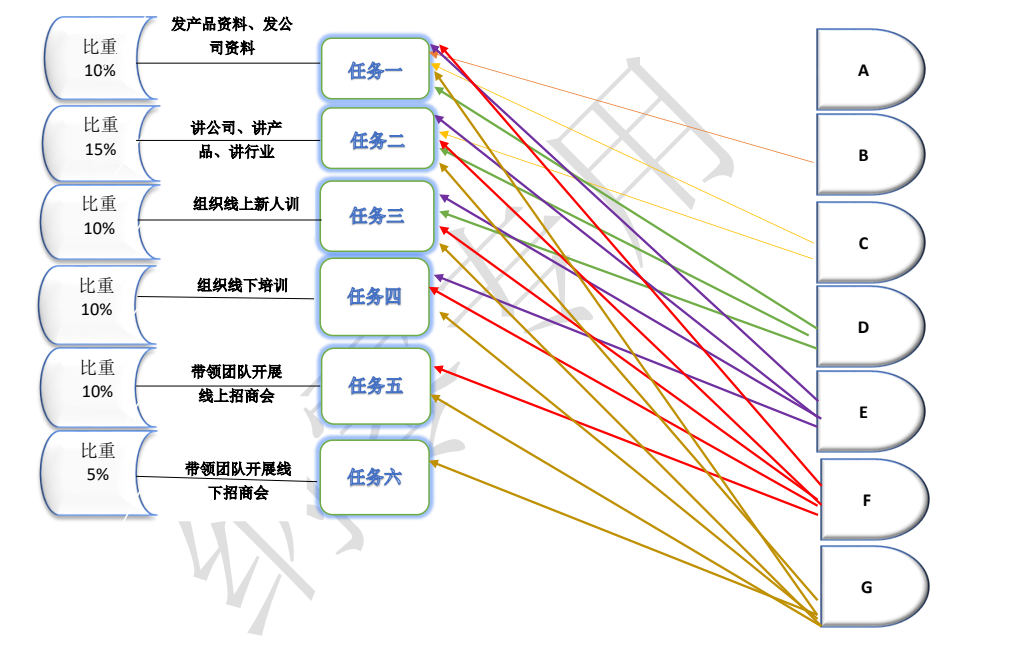 比重
10%
发产品资料、发公
司资料
任务一
A
比重
15%
讲公司、讲产
品、讲行业
任务二
B
比重
10%
组织线上新人训
任务三
C
比重
10%
组织线下培训
任务四
D
比重
10%
带领团队开展
线上招商会
任务五
E
比重
5%
带领团队开展线
下招商会
任务六
F
G